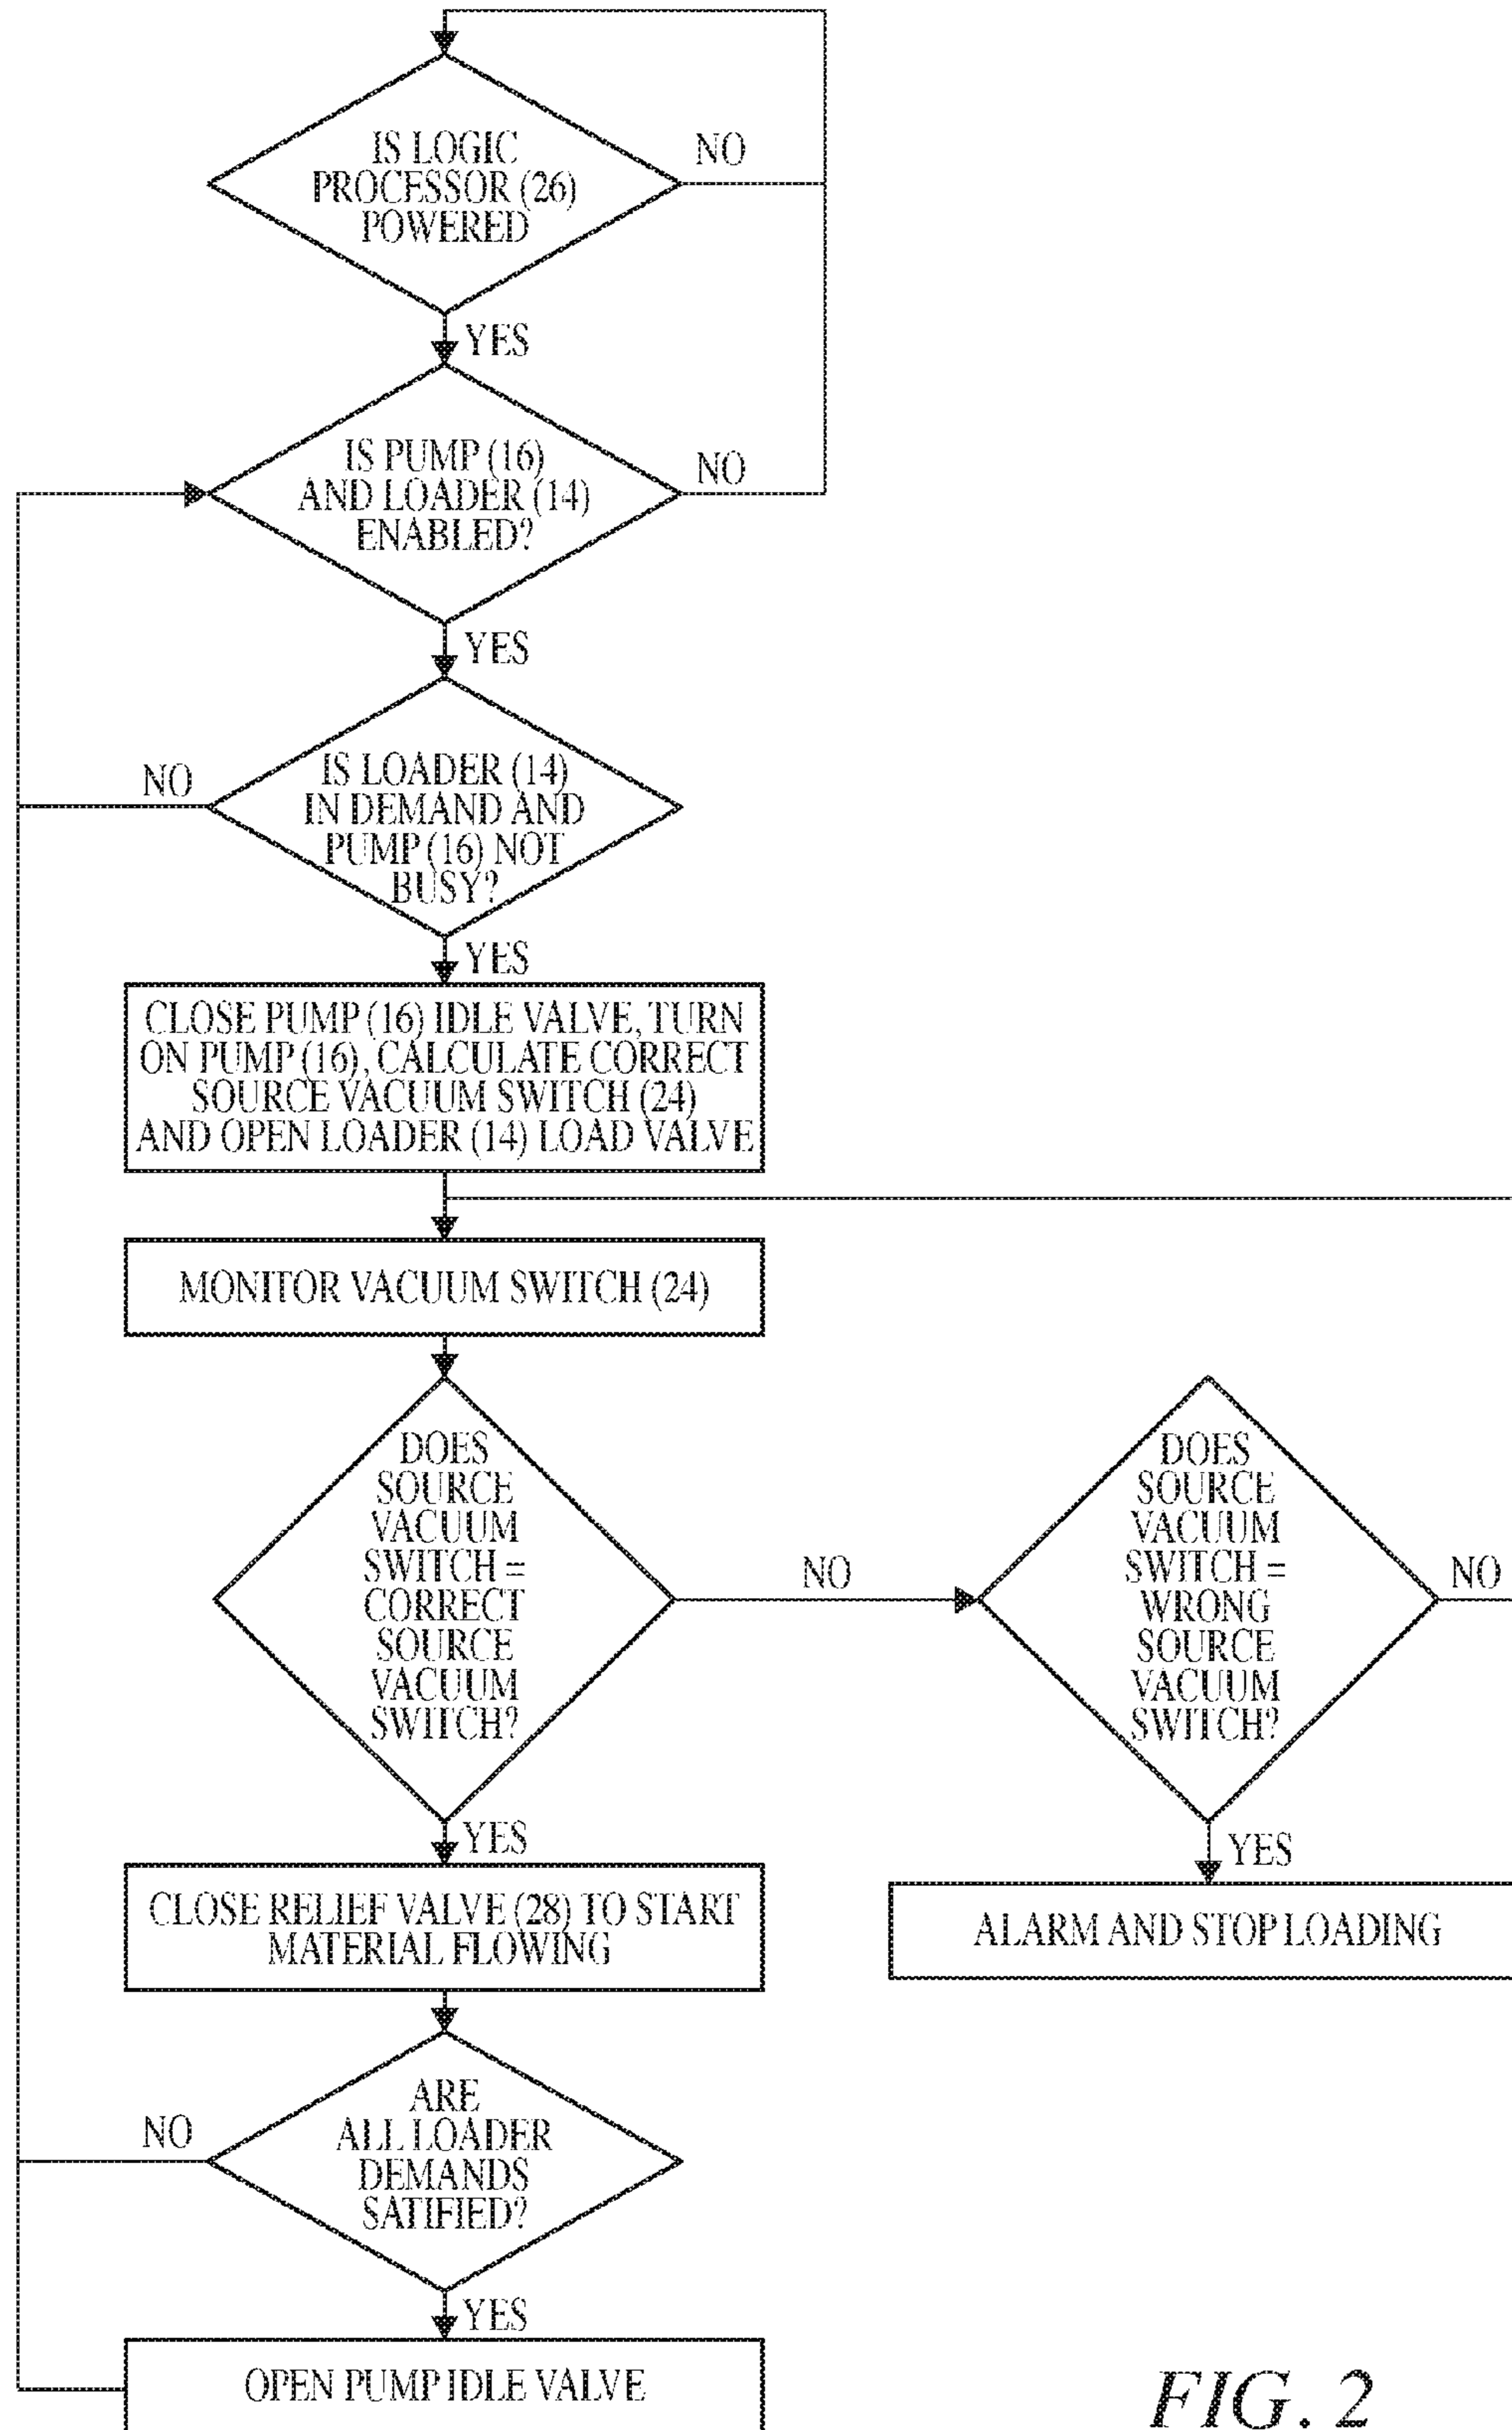 IS LOGIC
PROCESSOR (26)
POWERED
NO
YES
IS PUMP (16)
AND LOADER (14)
ENABLED?
NO
YES
IS LOADER (14)
IN DEMAND AND
PUMP (16) NOT
BUSY?
NO
YES
CLOSE PUMP (16) IDLE VALVE, TURN
ON PUMP (16), CALCULATE CORRECT
SOURCE VACUUM SWITCH (24)
AND OPEN LOADER (14) LOAD VALVE
MONITOR VACUUM SWITCH (24)
DOES
SOURCE
VACUUM
SWITCH =
CORRECT
SOURCE
VACUUM
SWITCH?
NO
DOES
SOURCE
VACUUM
SWITCH =
WRONG
SOURCE
VACUUM
SWITCH?
NO
YES
YES
CLOSE RELIEF VALVE (28) TO START
MATERIAL FLOWING
ALARM AND STOP LOADING
ARE
ALL LOADER
DEMANDS
SATIFIED?
NO
YES
OPEN PUMP IDLE VALVE
FIG. 2